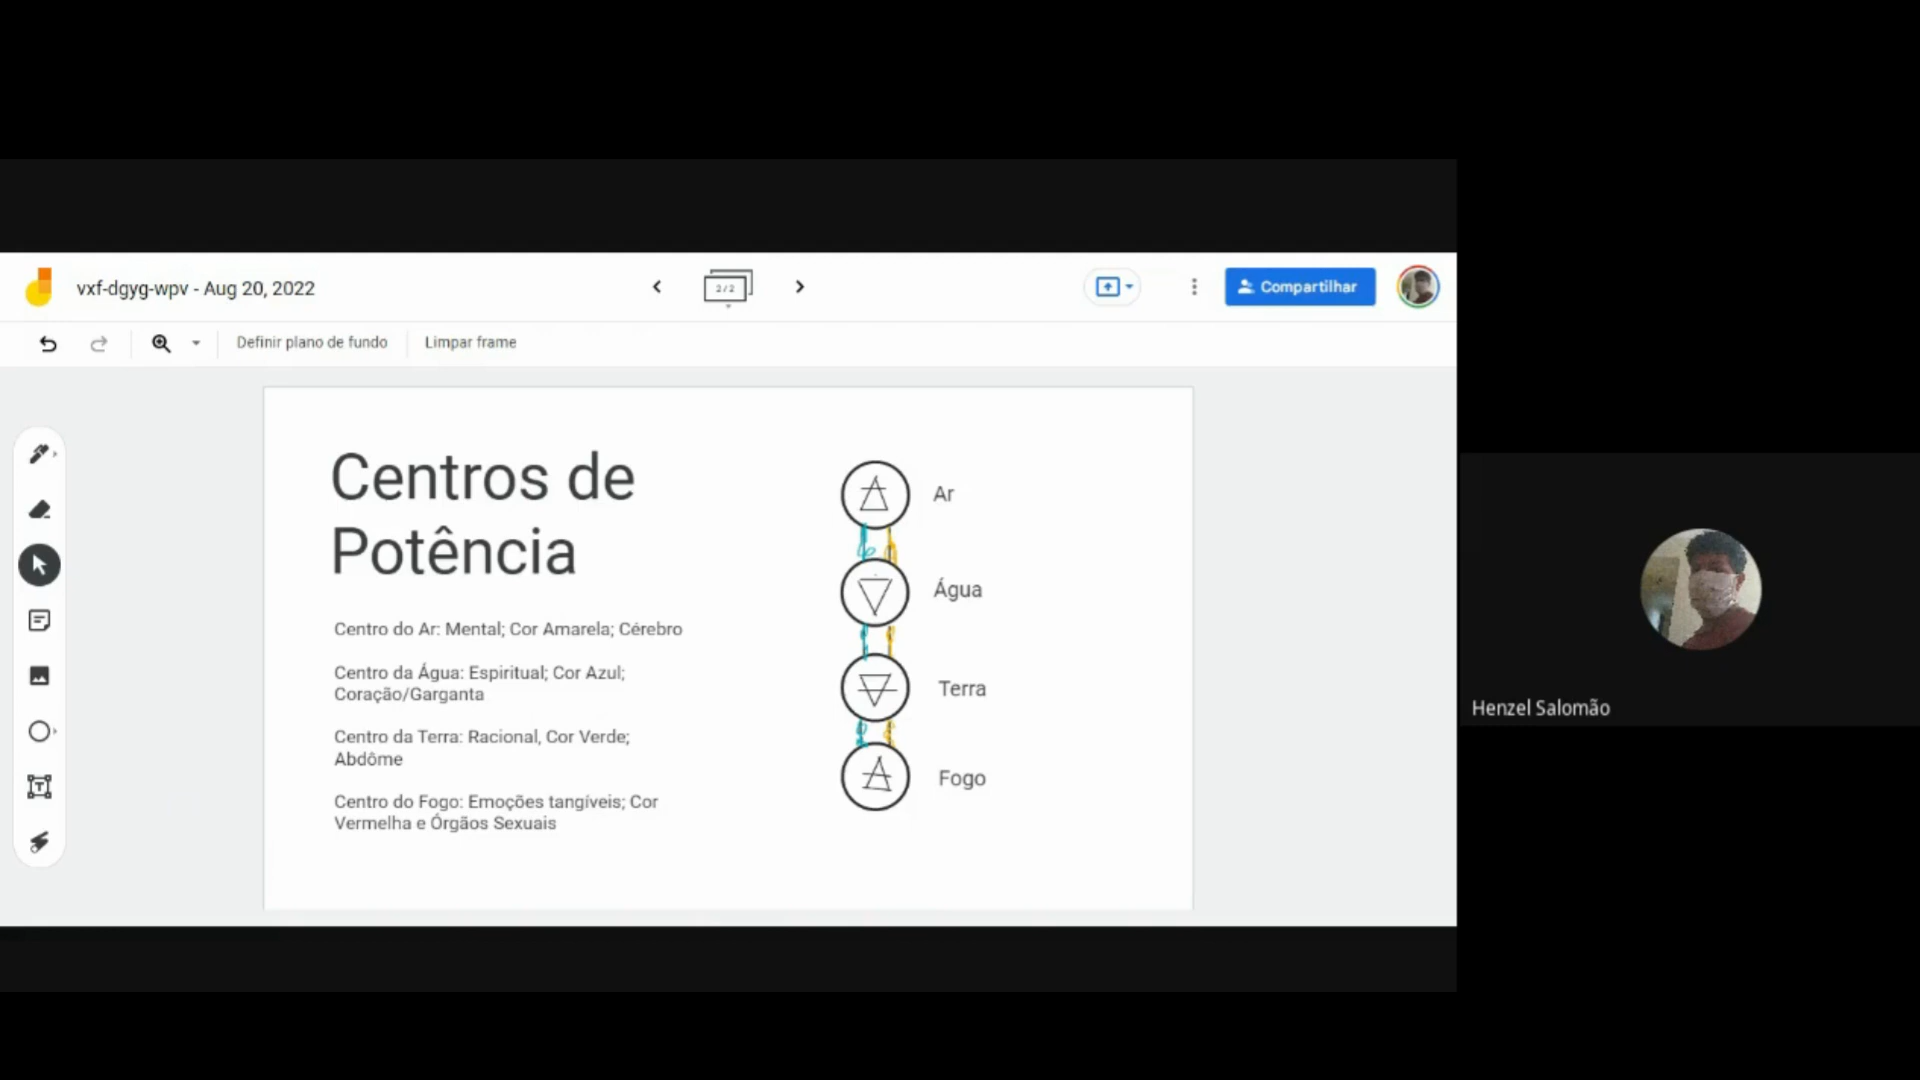 vxf-dgyg-wpv - Aug 20, 2022
2/2
Compartilhar
Definir plano de fundo
Limpar frame
Centros de
Potência
Centro do Ar: Mental; Cor Amarela; Cérebro
Centro da Água: Espiritual; Cor Azul;
Coração/Garganta
Centro da Terra: Racional, Cor Verde;
Abdôme
Centro do Fogo: Emoções tangíveis; Cor
Vermelha e Órgãos Sexuais
Ar
Água
Terra
Fogo
Henzel Salomão